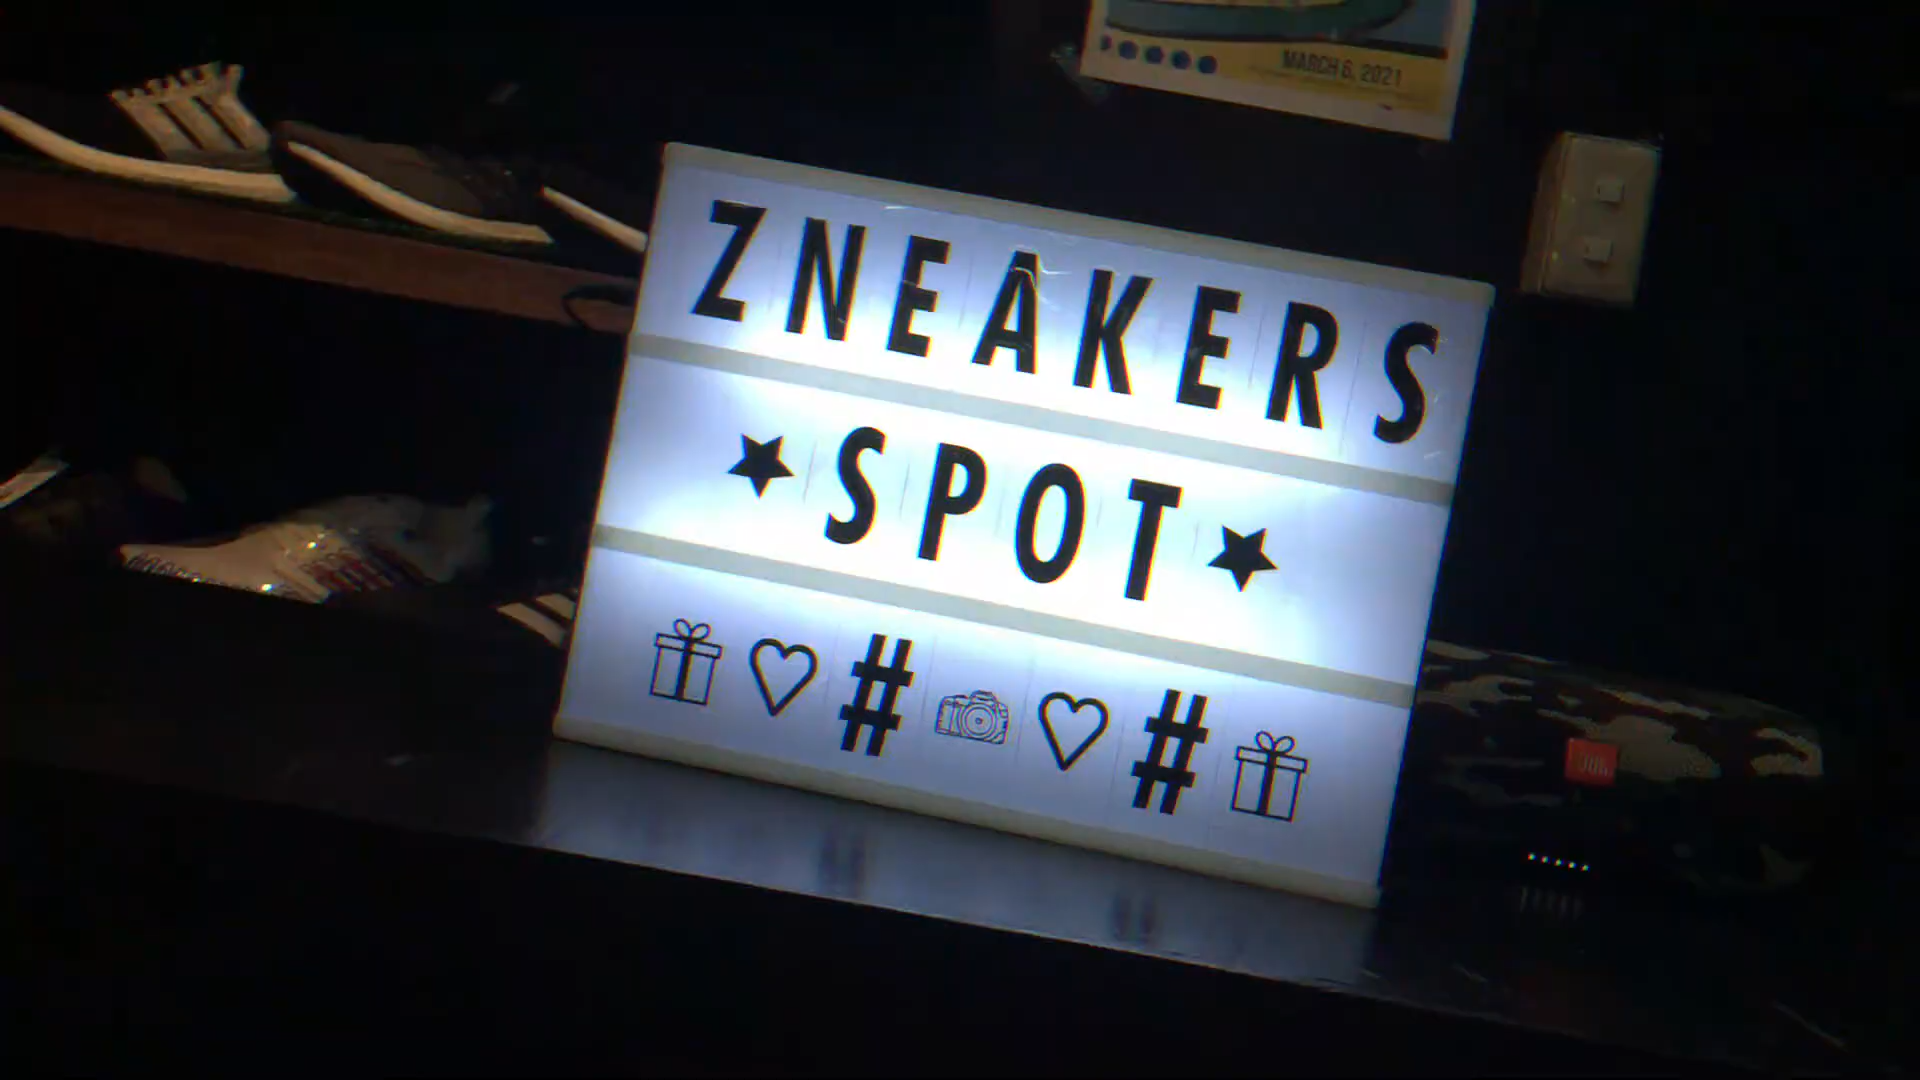 MARCH 6, 2021
ZNEAKERS
★ SPOT ★
# #
JBL